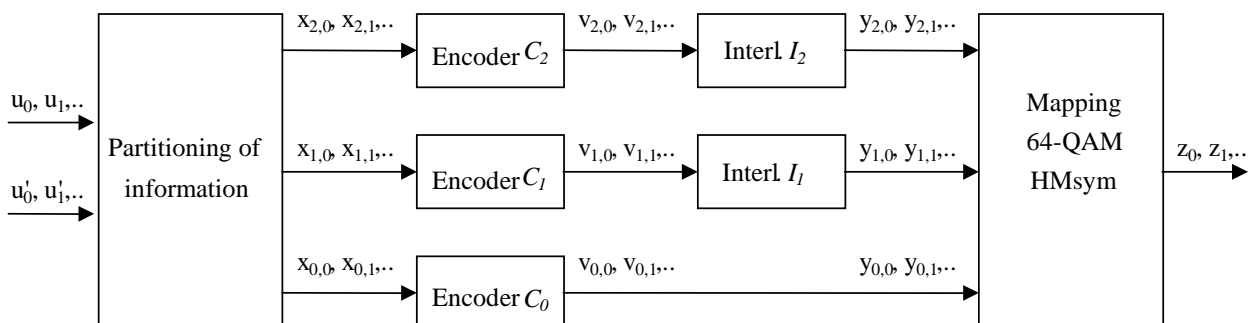 x2,0, x2,1,..
v2,0, v2,1,..
y2,0, y2,1,..
Encoder C2
Interl. I2
u0, u1,..
Partitioning of
information
x1,0, x1,1,..
v1,0, v1,1,..
y1,0, y1,1,..
Encoder C1
Interl. I1
Mapping
64-QAM
HMsym
z0, z1,..
u'0, u'1,..
x0,0, x0,1,..
v0,0, v0,1,..
y0,0, y0,1,..
Encoder C0